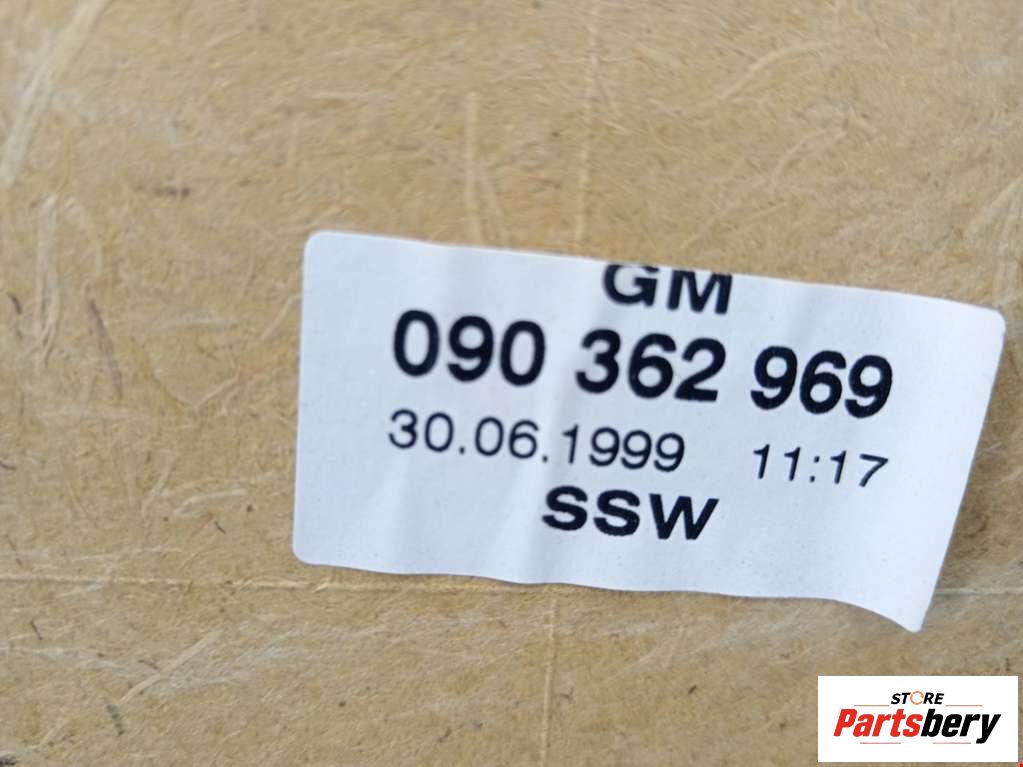 GM
090 362 969
30.06.1999 11:17
SSW
STORE
Partsbery